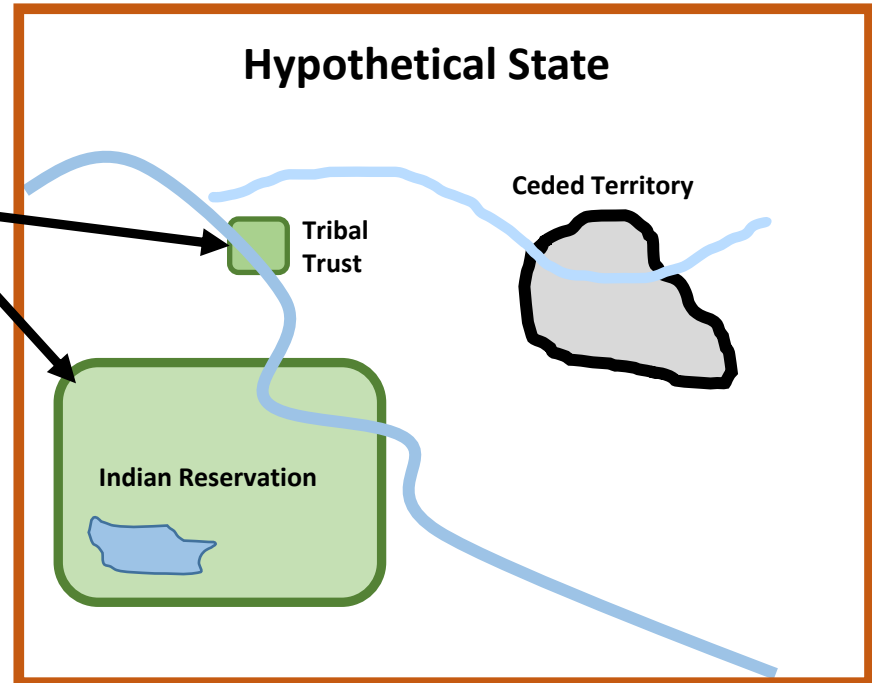 Hypothetical State
Ceded Territory
Tribal
Trust
Indian Reservation